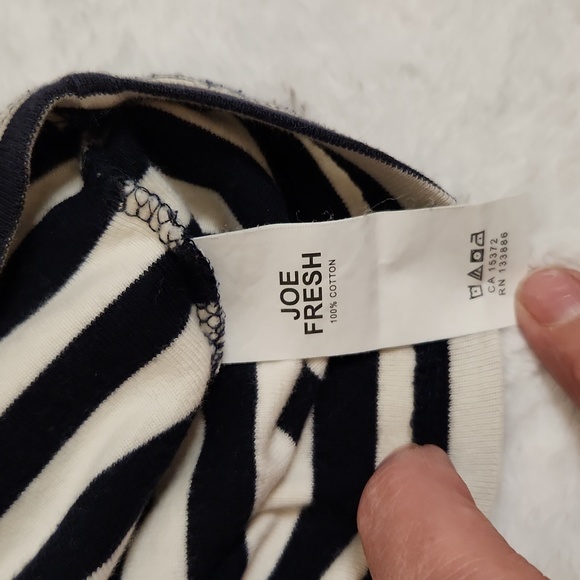 JOE
FRESH
100% COTTON
CA 15372
RN 133886